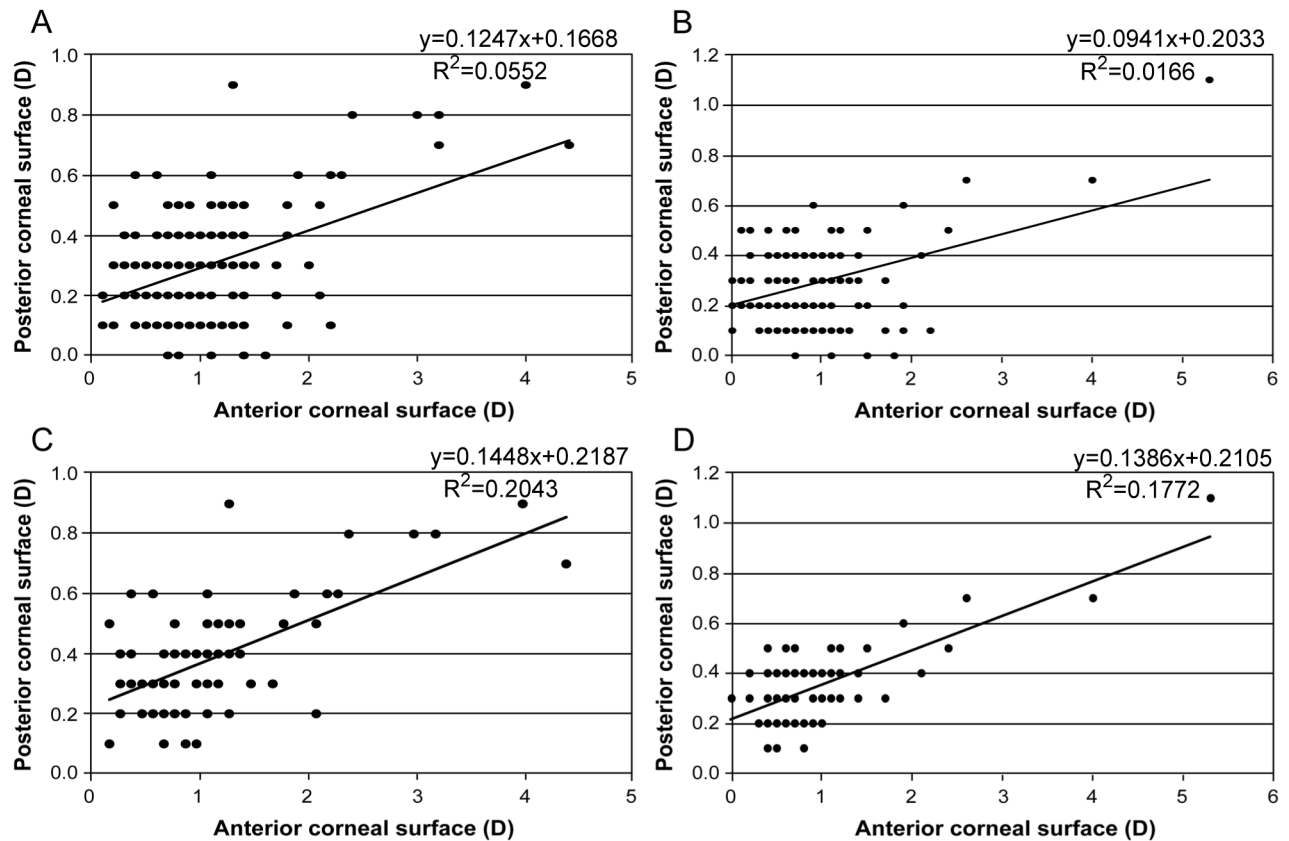 A
y=0.1247x+0.1668
R²=0.0552
Posterior corneal surface (D)
1.0
0.8
0.6
0.4
0.2
0.0
0 1 2 3 4 5
Anterior corneal surface (D)
B
y=0.0941x+0.2033
R²=0.0166
Posterior corneal surface (D)
1.2
1.0
0.8
0.6
0.4
0.2
0.0
0 1 2 3 4 5 6
Anterior corneal surface (D)
C
y=0.1448x+0.2187
R²=0.2043
Posterior corneal surface (D)
1.0
0.8
0.6
0.4
0.2
0.0
0 1 2 3 4 5
Anterior corneal surface (D)
D
y=0.1386x+0.2105
R²=0.1772
Posterior corneal surface (D)
1.2
1.0
0.8
0.6
0.4
0.2
0.0
0 1 2 3 4 5 6
Anterior corneal surface (D)